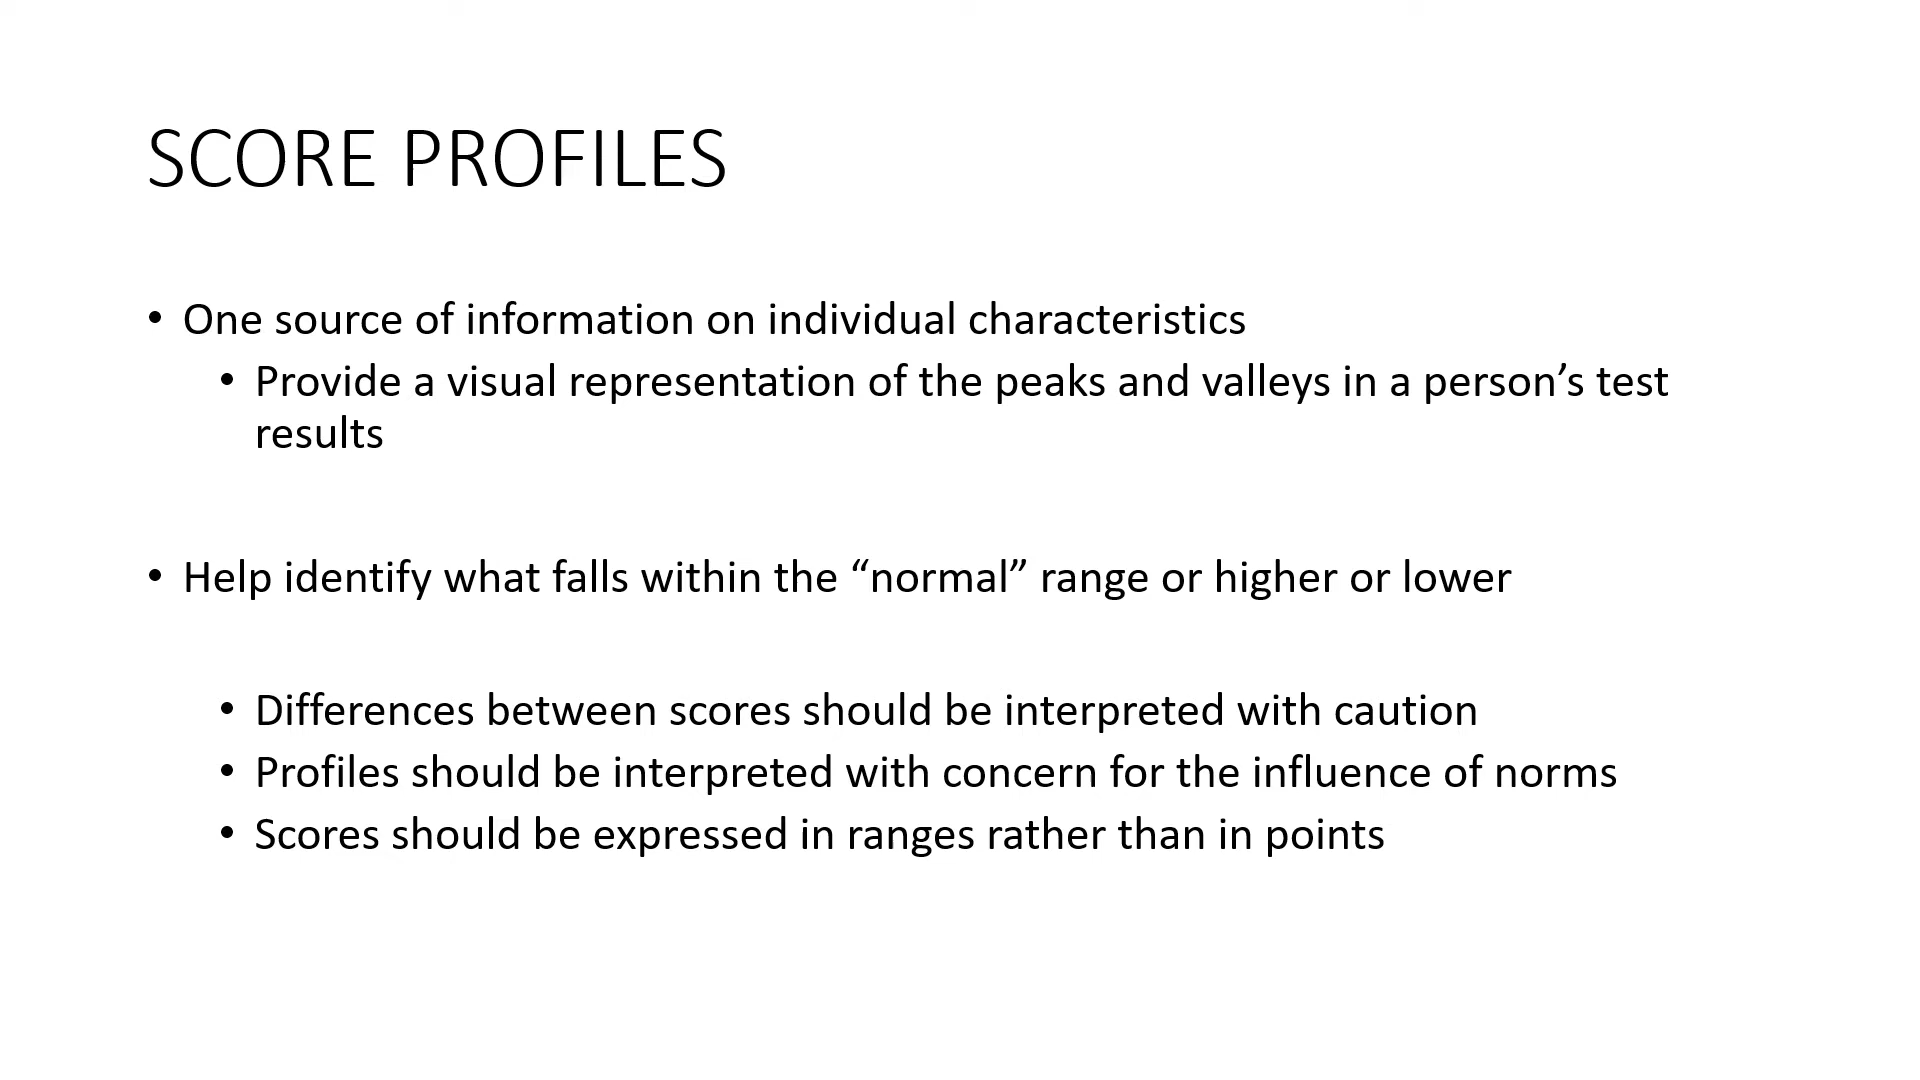 SCORE PROFILES
• One source of information on individual characteristics
• Provide a visual representation of the peaks and valleys in a person’s test
results
• Help identify what falls within the “normal” range or higher or lower
• Differences between scores should be interpreted with caution
• Profiles should be interpreted with concern for the influence of norms
• Scores should be expressed in ranges rather than in points